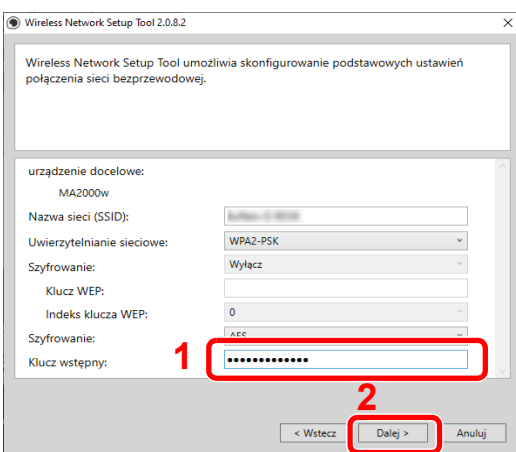 Wireless Network Setup Tool 2.0.8.2
Wireless Network Setup Tool umożliwia skonfigurowanie podstawowych ustawień
połączenia sieci bezprzewodowej.
urządzenie docelowe:
MA2000w
Nazwa sieci (SSID):
Uwierzytelnianie sieciowe: WPA2-PSK
Szyfrowanie: Wyłącz
Klucz WEP:
Indeks klucza WEP: 0
Szyfrowanie: AES
1
Klucz wstępny: •••••••••••••
2
< Wstecz Dalej > Anuluj